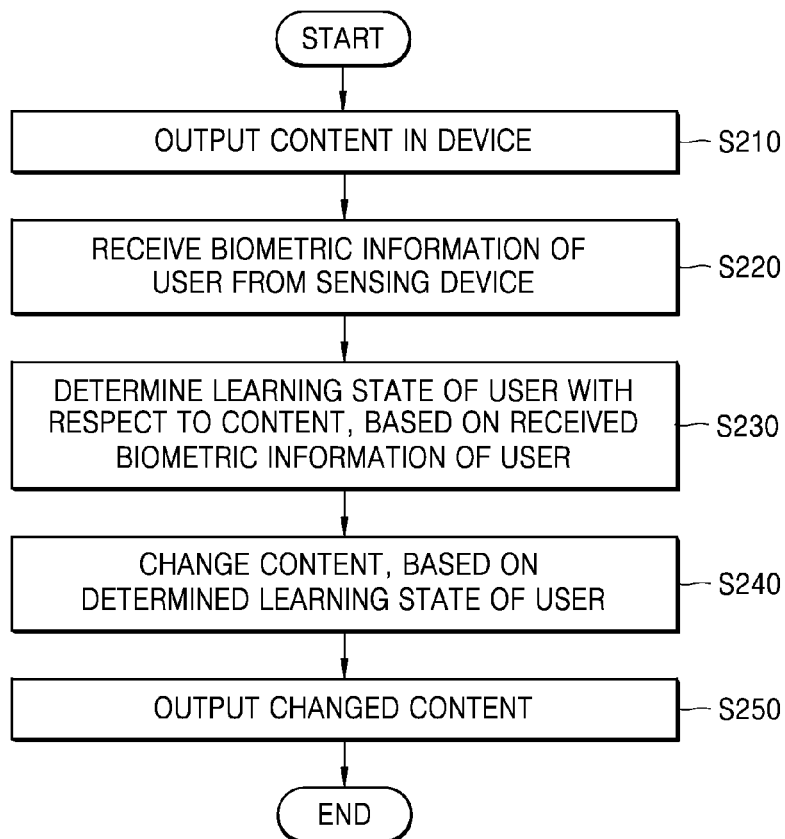 START
OUTPUT CONTENT IN DEVICE
S210
RECEIVE BIOMETRIC INFORMATION OF
USER FROM SENSING DEVICE
S220
DETERMINE LEARNING STATE OF USER WITH
RESPECT TO CONTENT, BASED ON RECEIVED
BIOMETRIC INFORMATION OF USER
S230
CHANGE CONTENT, BASED ON
DETERMINED LEARNING STATE OF USER
S240
OUTPUT CHANGED CONTENT
S250
END